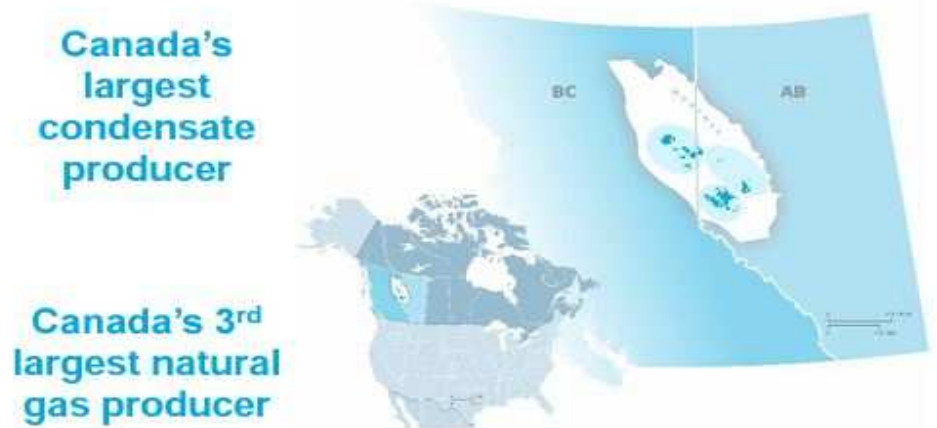 Canada's
largest
condensate
producer
BC
AB
Canada's 3rd
largest natural
gas producer